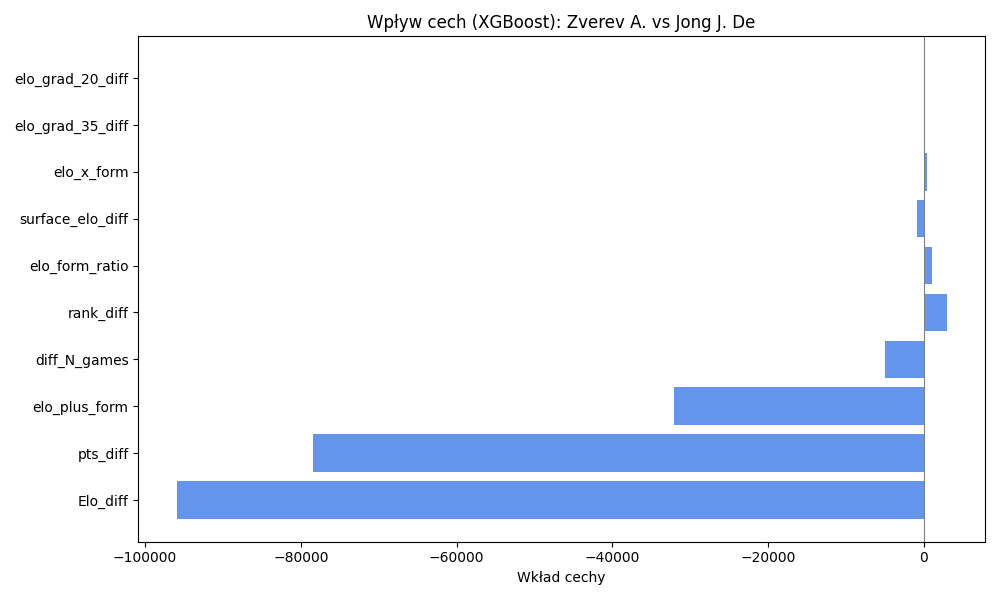 Wpływ cech (XGBoost): Zverev A. vs Jong J. De
elo_grad_20_diff
elo_grad_35_diff
elo_x_form
surface_elo_diff
elo_form_ratio
rank_diff
diff_N_games
elo_plus_form
pts_diff
Elo_diff
−100000 −80000 −60000 −40000 −20000 0
Wkład cechy